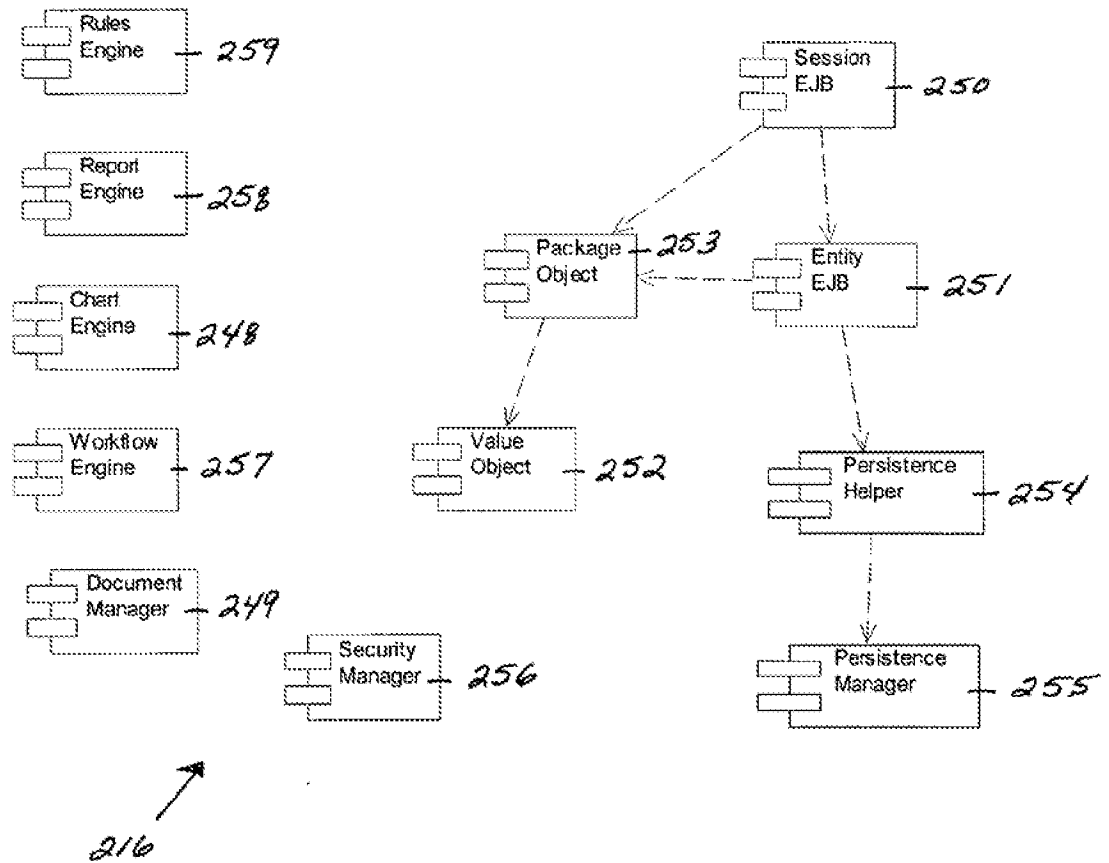 Rules
Engine
259
Session
EJB
250
Report
Engine
258
Package
Object
253
Entity
EJB
251
Chart
Engine
248
Workflow
Engine
257
Value
Object
252
Persistence
Helper
254
Document
Manager
249
Security
Manager
256
Persistence
Manager
255
216